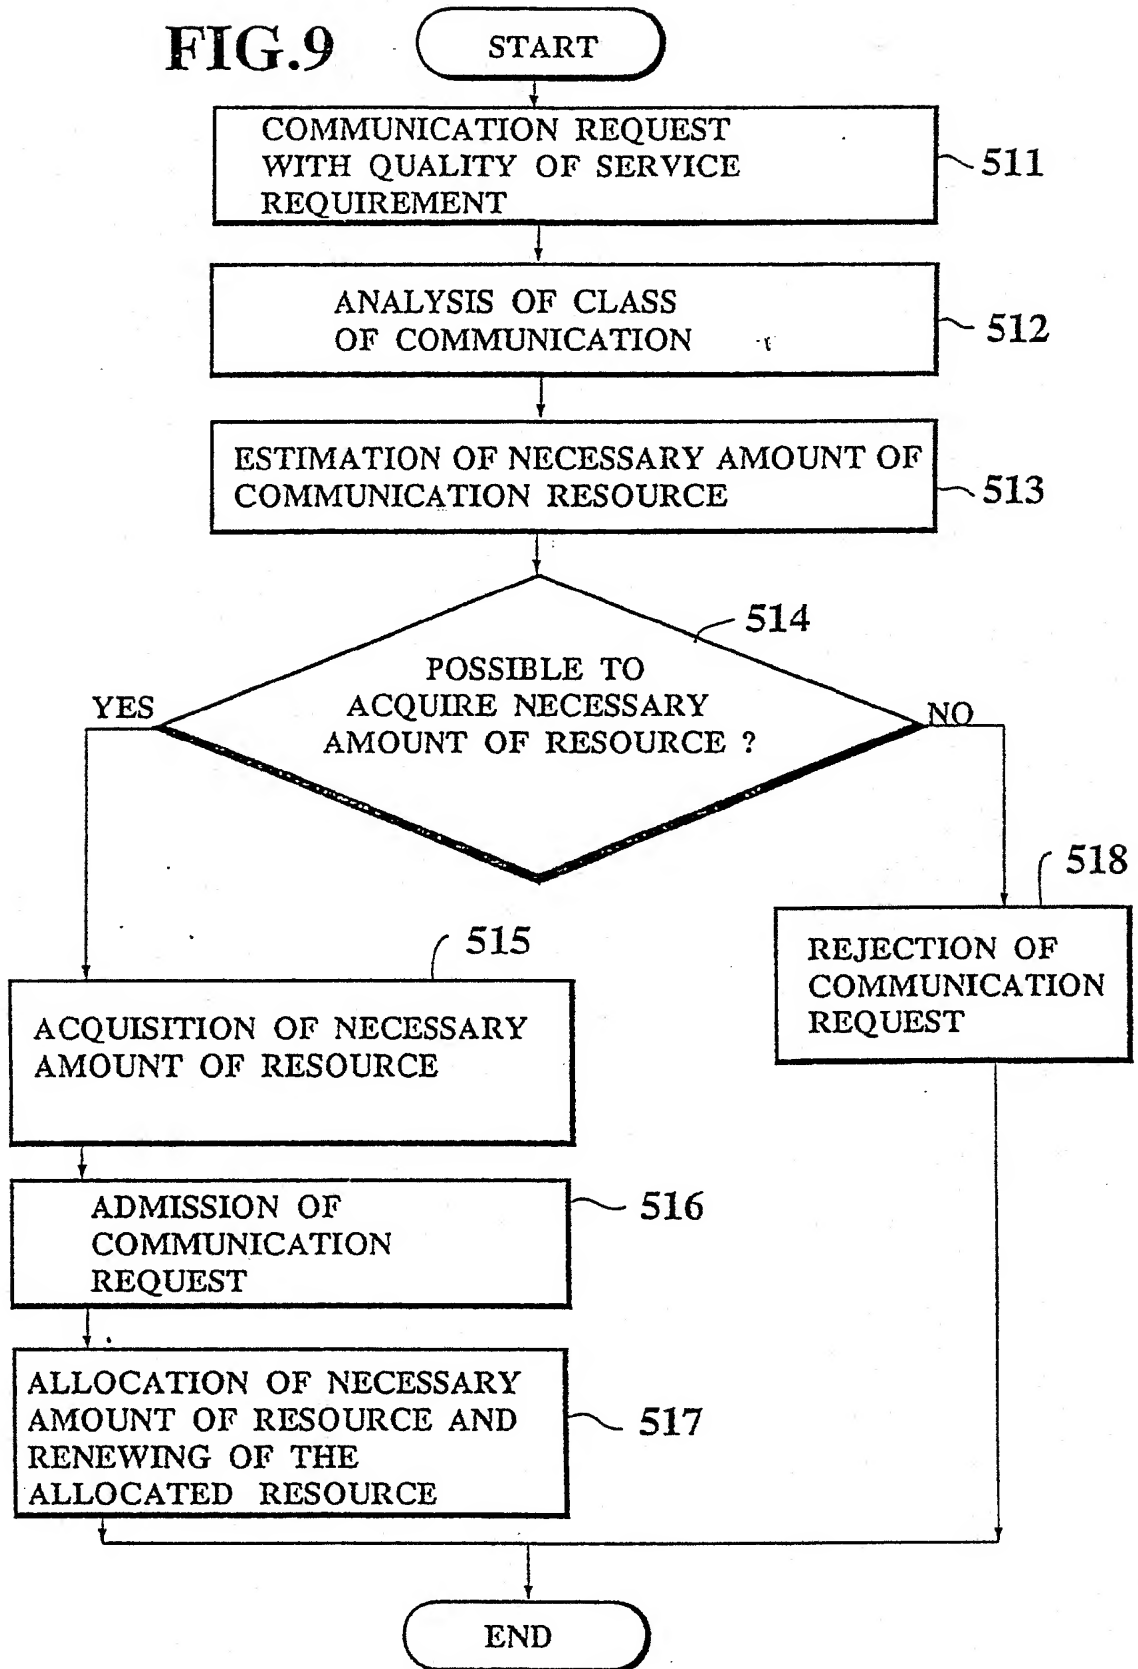 FIG.9
START
COMMUNICATION REQUEST
WITH QUALITY OF SERVICE
REQUIREMENT
511
ANALYSIS OF CLASS
OF COMMUNICATION
512
ESTIMATION OF NECESSARY AMOUNT OF
COMMUNICATION RESOURCE
513
514
POSSIBLE TO
ACQUIRE NECESSARY
AMOUNT OF RESOURCE ?
YES
NO
515
ACQUISITION OF NECESSARY
AMOUNT OF RESOURCE
518
REJECTION OF
COMMUNICATION
REQUEST
ADMISSION OF
COMMUNICATION
REQUEST
516
ALLOCATION OF NECESSARY
AMOUNT OF RESOURCE AND
RENEWING OF THE
ALLOCATED RESOURCE
517
END